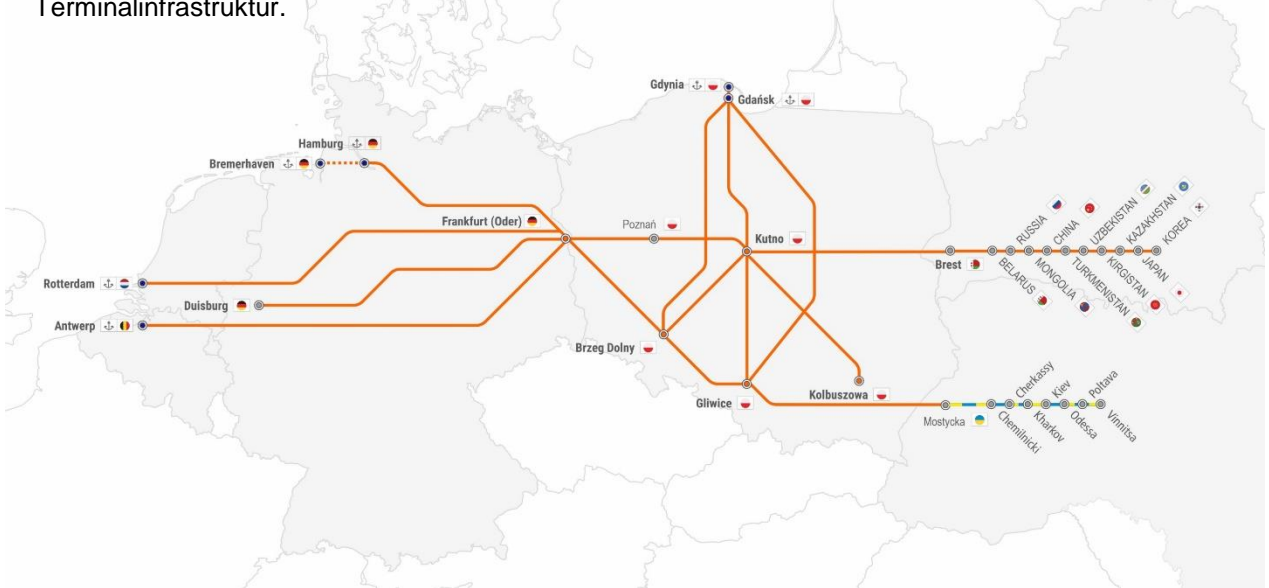 Terminalinfrastruktur.
Gdynia
Gdańsk
Hamburg
Bremerhaven
Frankfurt (Oder)
Poznań
Kutno
Rotterdam
Duisburg
Antwerp
Brzeg Dolny
Gliwice
Kolbuszowa
Brest
BELARUS
RUSSIA
MONGOLIA
CHINA
TURKMENISTAN
UZBEKISTAN
KIRGISTAN
KAZAKHSTAN
JAPAN
KOREA
Mostycka
Chemilnicki
Cherkassy
Kharkov
Kiev
Odessa
Poltava
Vinnitsa